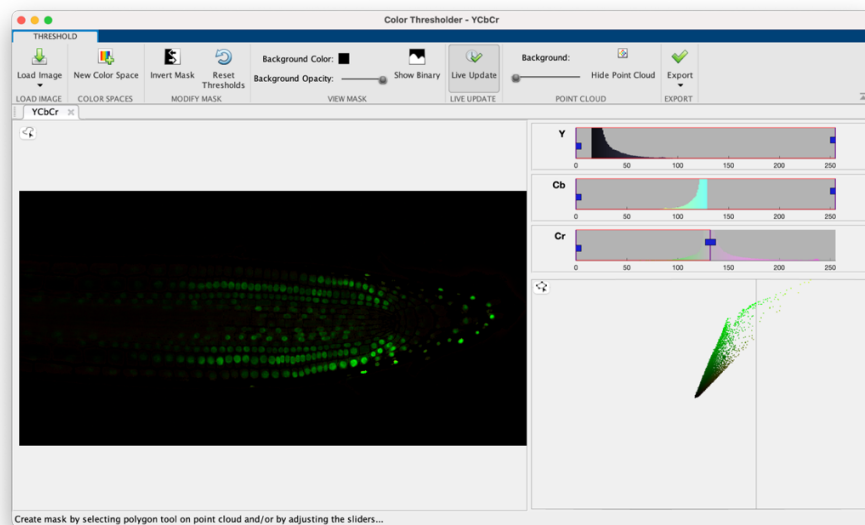 Color Thresholder - YCbCr
THRESHOLD
Load Image
New Color Space
Invert Mask
Reset Thresholds
Background Color:
Background Opacity:
Show Binary
Live Update
Background:
Hide Point Cloud
Export
LOAD IMAGE
COLOR SPACES
MODIFY MASK
VIEW MASK
LIVE UPDATE
POINT CLOUD
EXPORT
YCbCr
Y
0 50 100 150 200 250
Cb
0 50 100 150 200 250
Cr
0 50 100 150 200 250
Create mask by selecting polygon tool on point cloud and/or by adjusting the sliders...